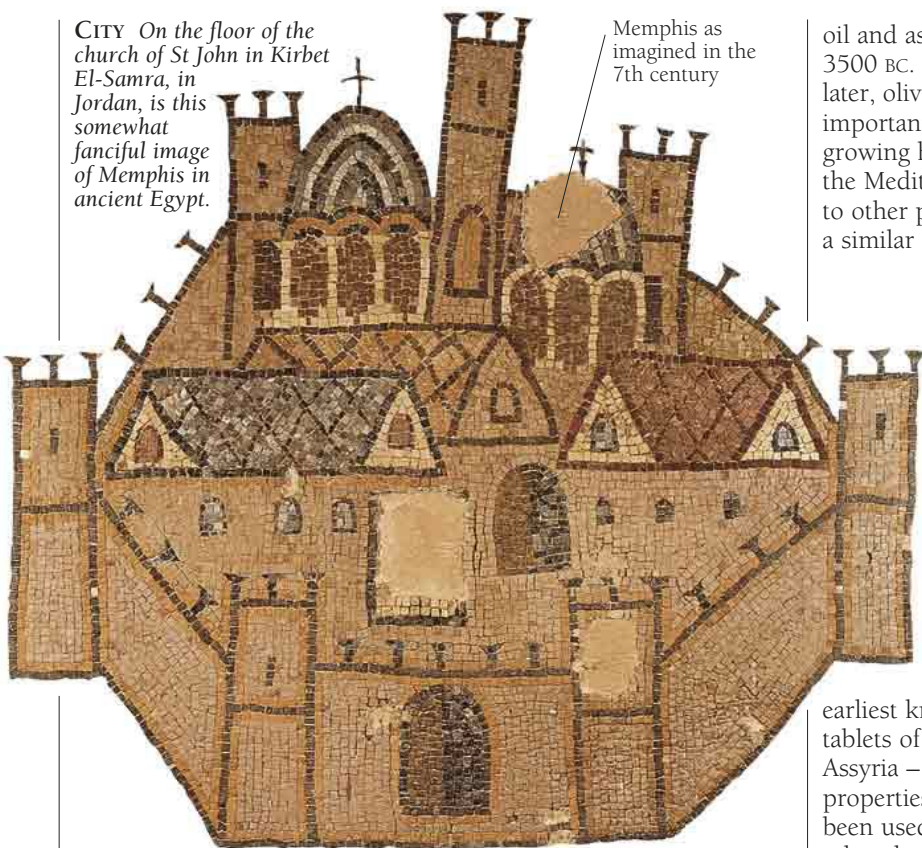 CITY On the floor of the
church of St John in Kirbet
El-Samra, in
Jordan, is this
somewhat
fanciful image
of Memphis in
ancient Egypt.
Memphis as
imagined in the
7th century
oil and as
3500 BC.
later, oliv
importan
growing h
the Medit
to other p
a similar
earliest kn
tablets of
Assyria –
properties
been used